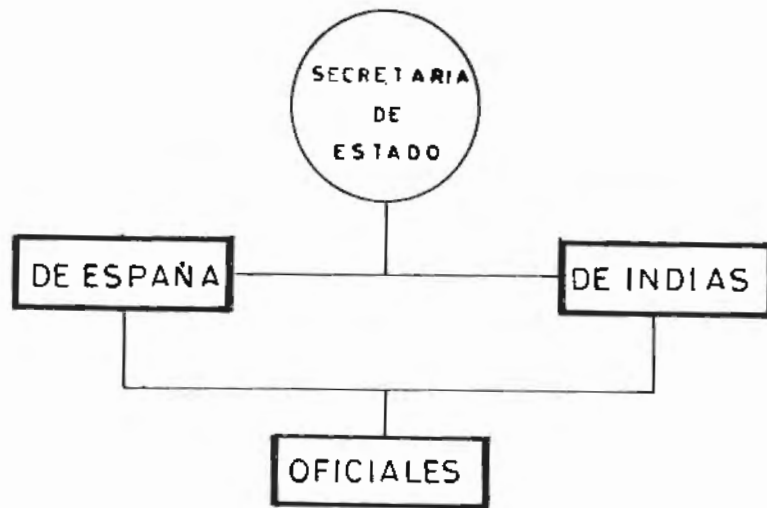 SECRETARIA
DE
ESTADO
DE ESPAÑA
DE INDIAS
OFICIALES